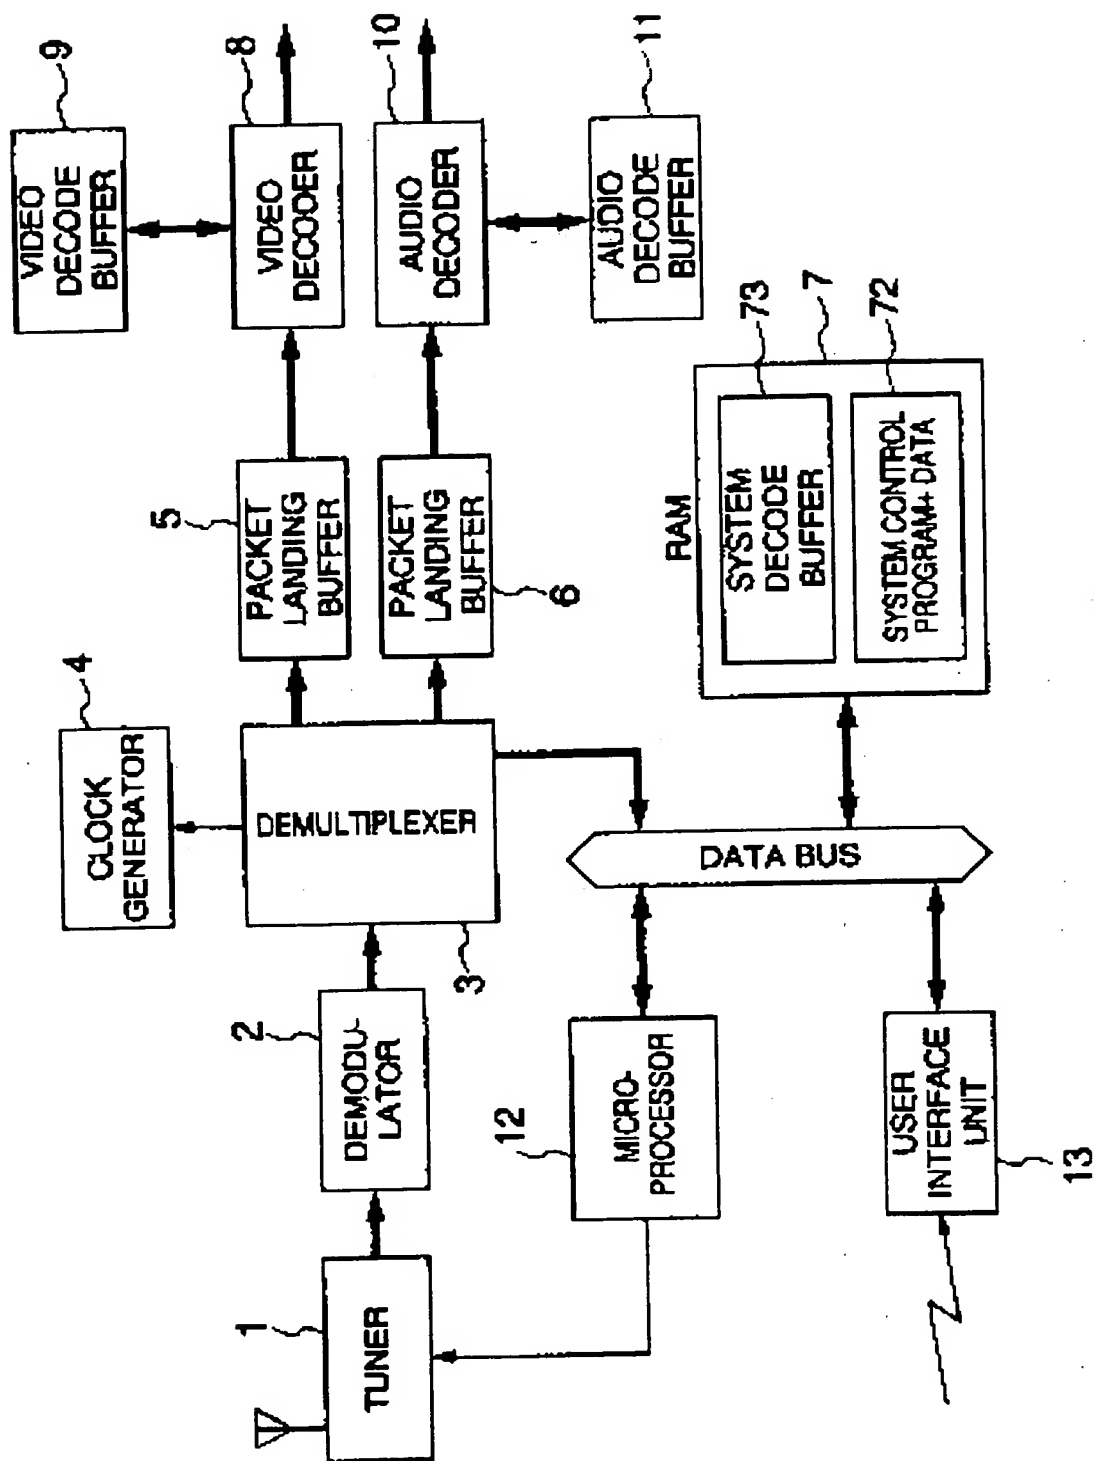 9
VIDEO
DECODE
BUFFER
8
VIDEO
DECODER
10
AUDIO
DECODER
11
AUDIO
DECODE
BUFFER
5
PACKET
LANDING
BUFFER
PACKET
LANDING
BUFFER
6
4
CLOCK
GENERATOR
DEMULTIPLEXER
3
2
DEMODU-
LATOR
1
TUNER
RAM
7
73
SYSTEM
DECODE
BUFFER
72
SYSTEM CONTROL
PROGRAM+ DATA
DATA BUS
12
MICRO-
PROCESSOR
USER
INTERFACE
UNIT
13